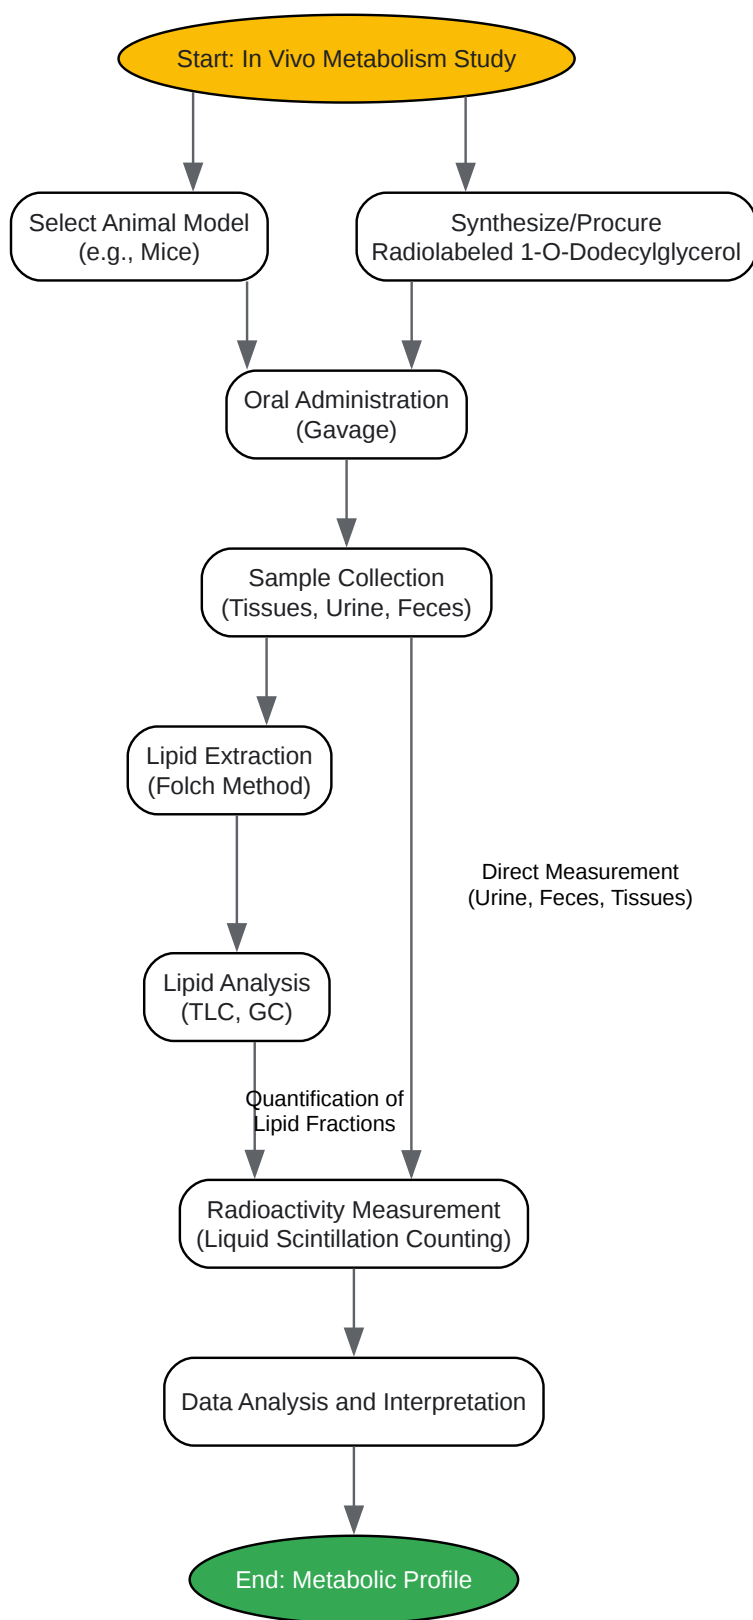 Start: In Vivo Metabolism Study
Select Animal Model
(e.g., Mice)
Synthesize/Procure
Radiolabeled 1-O-Dodecylglycerol
Oral Administration
(Gavage)
Sample Collection
(Tissues, Urine, Feces)
Lipid Extraction
(Folch Method)
Direct Measurement
(Urine, Feces, Tissues)
Lipid Analysis
(TLC, GC)
Quantification of
Lipid Fractions
Radioactivity Measurement
(Liquid Scintillation Counting)
Data Analysis and Interpretation
End: Metabolic Profile